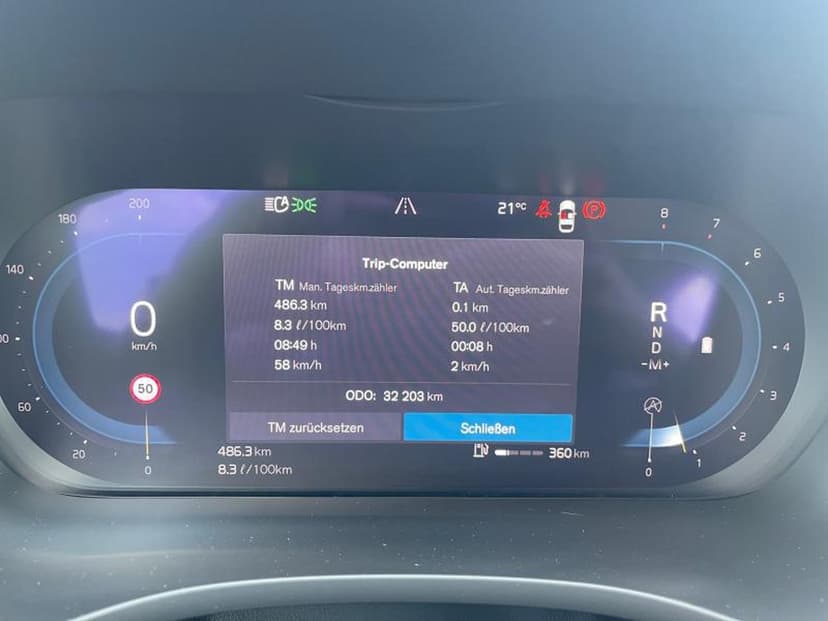 200
180
140
60
20
0
0
km/h
50
21°C
P
Trip-Computer
TM Man. Tageskm.zähler
486.3 km
8.3 ℓ/100km
08:49 h
58 km/h
TA Aut. Tageskm.zähler
0.1 km
50.0 ℓ/100km
00:08 h
2 km/h
ODO: 32 203 km
TM zurücksetzen
Schließen
486.3 km
8.3 ℓ/100km
360 km
R
N
D
-M+
A
8
7
6
5
4
3
2
1
0